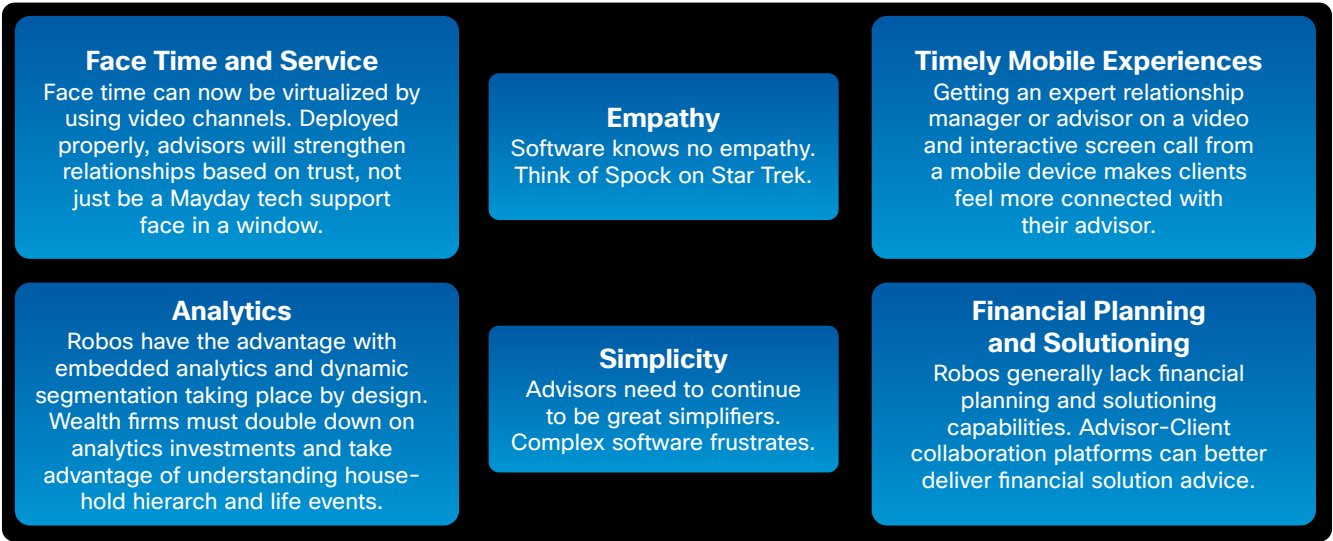 Face Time and Service
Face time can now be virtualized by
using video channels. Deployed
properly, advisors will strengthen
relationships based on trust, not
just be a Mayday tech support
face in a window.
Empathy
Software knows no empathy.
Think of Spock on Star Trek.
Timely Mobile Experiences
Getting an expert relationship
manager or advisor on a video
and interactive screen call from
a mobile device makes clients
feel more connected with
their advisor.
Analytics
Robos have the advantage with
embedded analytics and dynamic
segmentation taking place by design.
Wealth firms must double down on
analytics investments and take
advantage of understanding house-
hold hierarch and life events.
Simplicity
Advisors need to continue
to be great simplifiers.
Complex software frustrates.
Financial Planning
and Solutioning
Robos generally lack financial
planning and solutioning
capabilities. Advisor-Client
collaboration platforms can better
deliver financial solution advice.